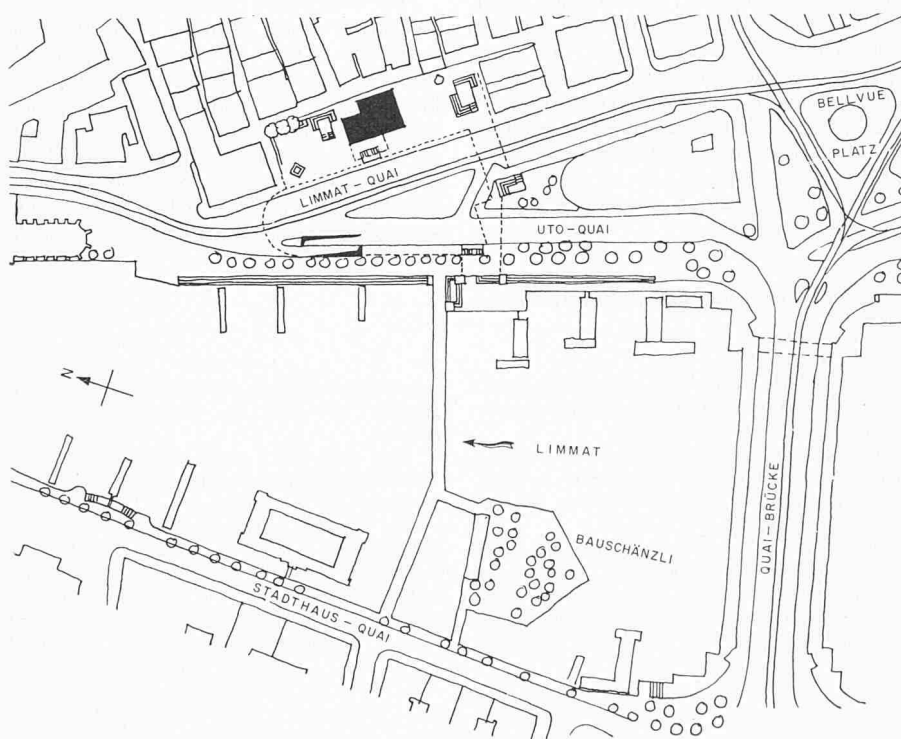 BELLVUE
PLATZ
LIMMAT-QUAI
UTO-QUAI
N
LIMMAT
BAUSCHÄNZLI
QUAI-BRÜCKE
STADTHAUS-QUAI